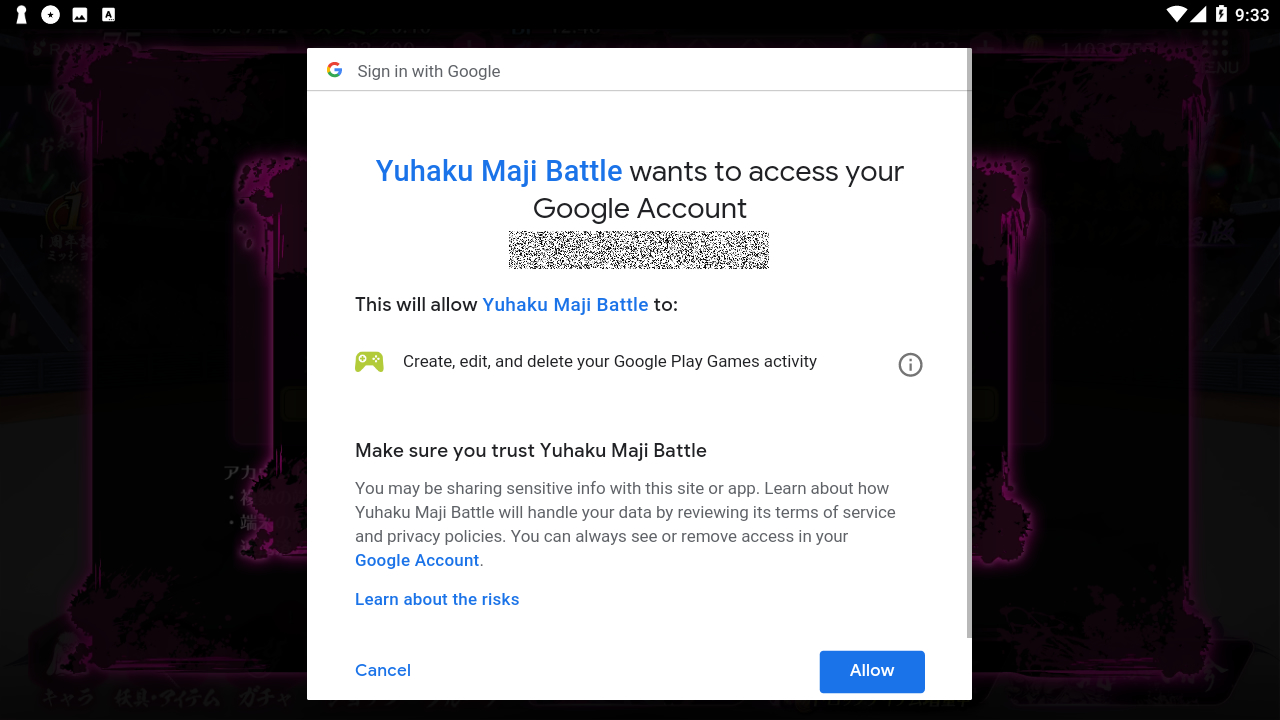 9:33
Sign in with Google
Yuhaku Maji Battle wants to access your
Google Account
This will allow Yuhaku Maji Battle to:
Create, edit, and delete your Google Play Games activity
Make sure you trust Yuhaku Maji Battle
You may be sharing sensitive info with this site or app. Learn about how
Yuhaku Maji Battle will handle your data by reviewing its terms of service
and privacy policies. You can always see or remove access in your
Google Account.
Learn about the risks
Cancel
Allow
キャラ 妖具・アイテム ガチャ